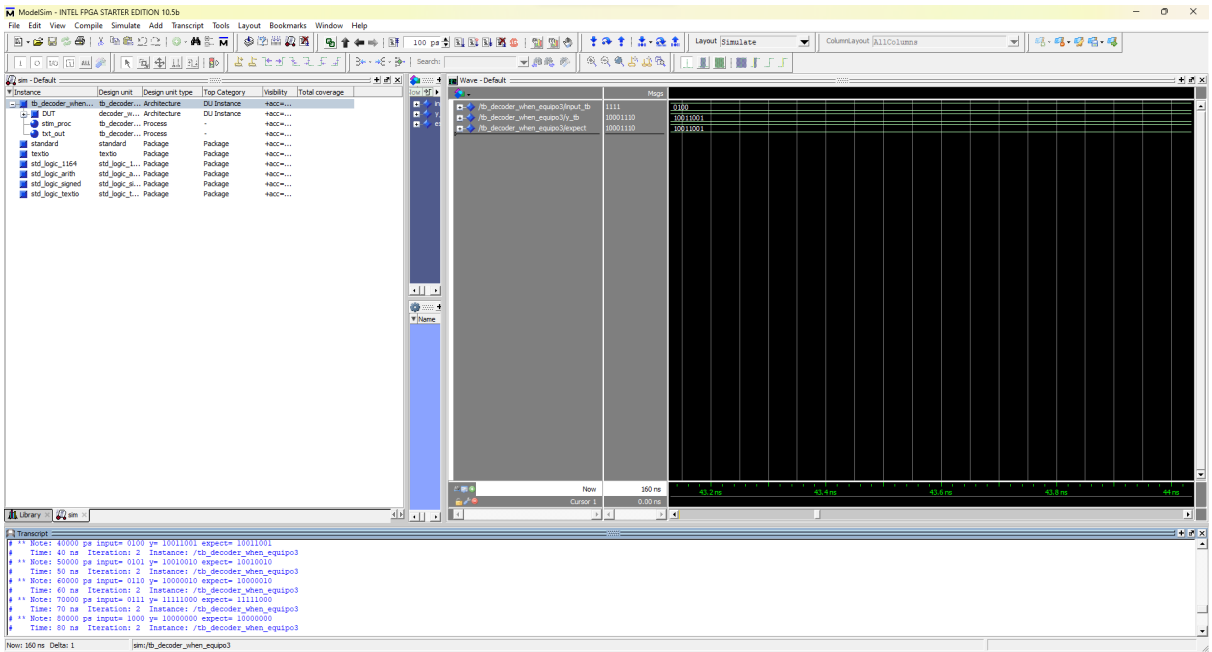 ModelSim - INTEL FPGA STARTER EDITION 10.5b
File Edit View Compile Simulate Add Transcript Tools Layout Bookmarks Window Help
100 ps
Layout Simulate
ColumnLayout AllColumns
Search:
sim - Default
Wave - Default
Instance Design unit Design unit type Top Category Visibility Total coverage
tb_decoder_when... tb_decoder... Architecture DU Instance +acc=...
DUT decoder_w... Architecture DU Instance +acc=...
stim_proc tb_decoder... Process - +acc=...
txt_out tb_decoder... Process - +acc=...
standard standard Package Package +acc=...
textio textio Package Package +acc=...
std_logic_1164 std_logic_1... Package Package +acc=...
std_logic_arith std_logic_a... Package Package +acc=...
std_logic_signed std_logic_si... Package Package +acc=...
std_logic_textio std_logic_t... Package Package +acc=...
Name
Msgs
/tb_decoder_when_equipo3/input_tb 1111 0100
/tb_decoder_when_equipo3/y_tb 10001110 10011001
/tb_decoder_when_equipo3/expect 10001110 10011001
Now 160 ns
Cursor 1 0.00 ns
43.2 ns 43.4 ns 43.6 ns 43.8 ns 44 ns
Library sim
Transcript
# ** Note: 40000 ps input= 0100 y= 10011001 expect= 10011001
# Time: 40 ns Iteration: 2 Instance: /tb_decoder_when_equipo3
# ** Note: 50000 ps input= 0101 y= 10010010 expect= 10010010
# Time: 50 ns Iteration: 2 Instance: /tb_decoder_when_equipo3
# ** Note: 60000 ps input= 0110 y= 10000010 expect= 10000010
# Time: 60 ns Iteration: 2 Instance: /tb_decoder_when_equipo3
# ** Note: 70000 ps input= 0111 y= 11111000 expect= 11111000
# Time: 70 ns Iteration: 2 Instance: /tb_decoder_when_equipo3
# ** Note: 80000 ps input= 1000 y= 10000000 expect= 10000000
# Time: 80 ns Iteration: 2 Instance: /tb_decoder_when_equipo3
Now: 160 ns Delta: 1 sim:/tb_decoder_when_equipo3